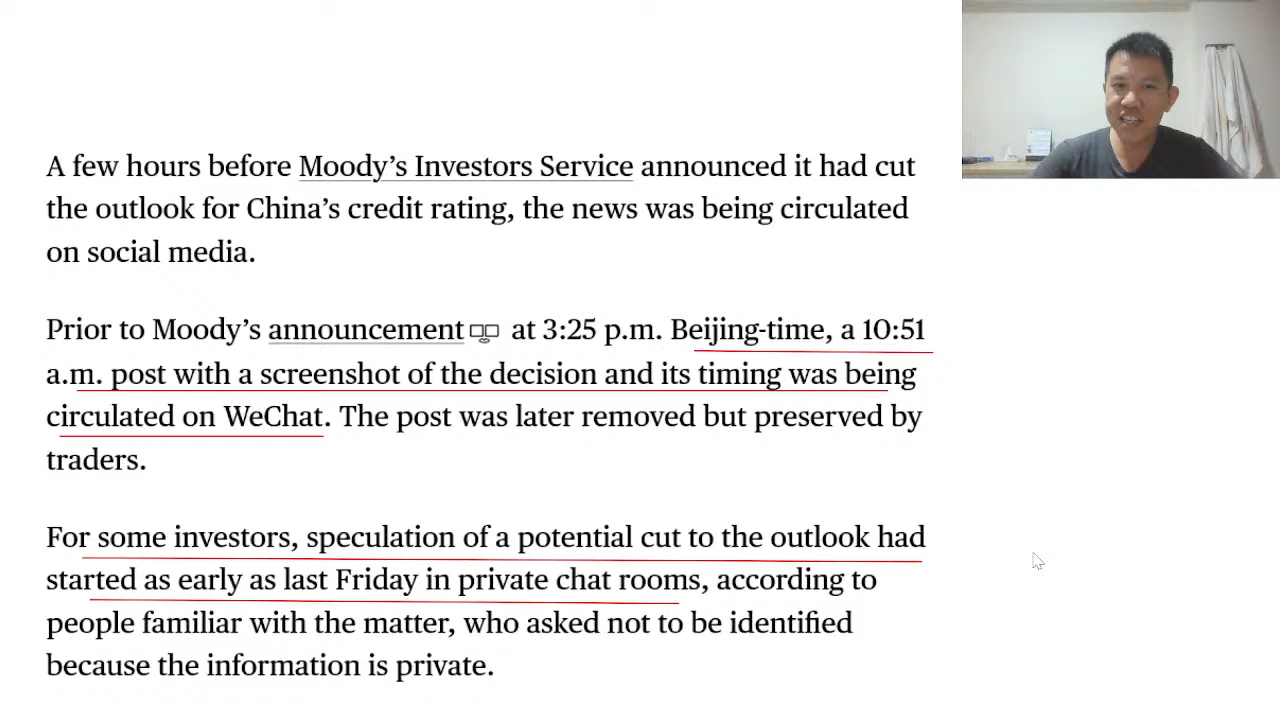 A few hours before Moody’s Investors Service announced it had cut
the outlook for China’s credit rating, the news was being circulated
on social media.
Prior to Moody’s announcement at 3:25 p.m. Beijing-time, a 10:51
a.m. post with a screenshot of the decision and its timing was being
circulated on WeChat. The post was later removed but preserved by
traders.
For some investors, speculation of a potential cut to the outlook had
started as early as last Friday in private chat rooms, according to
people familiar with the matter, who asked not to be identified
because the information is private.